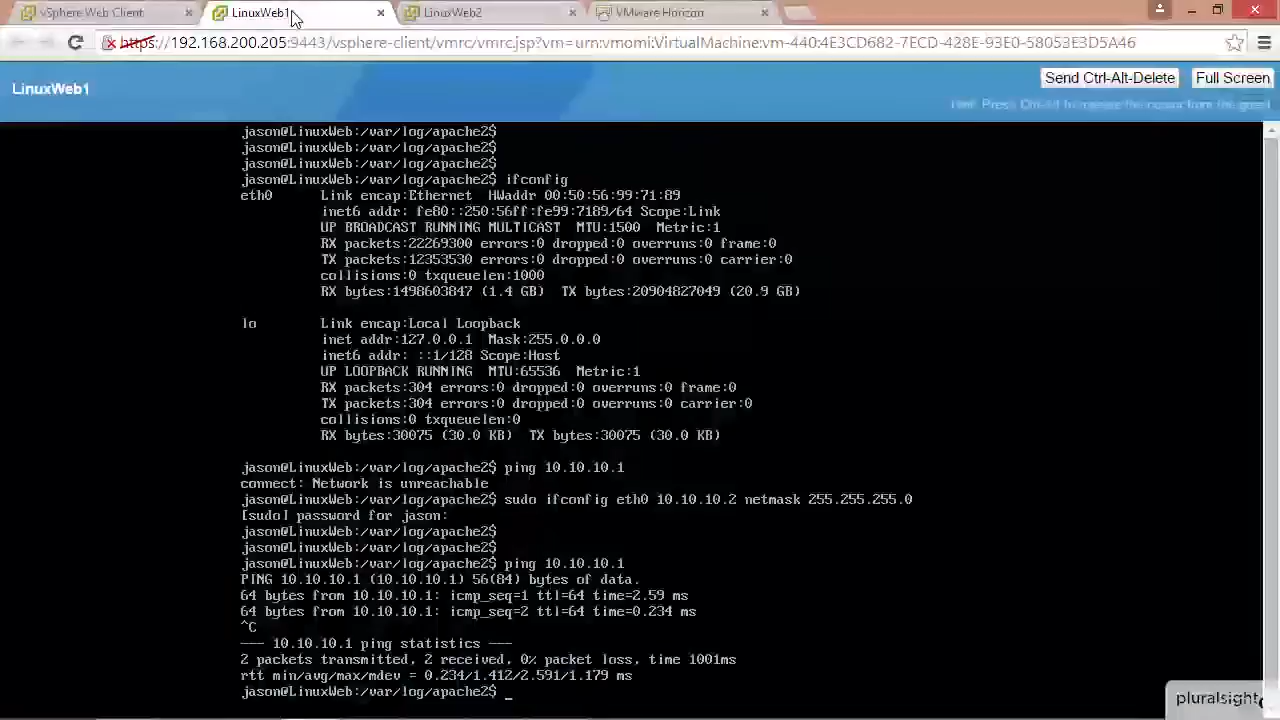 vSphere Web Client
LinuxWeb1
LinuxWeb2
VMware Horizon
https://192.168.200.205:9443/vsphere-client/vmrc/vmrc.jsp?vm=urn:vmomi:VirtualMachine:vm-440:4E3CD682-7ECD-428E-93E0-58053E3D5A46
LinuxWeb1
Send Ctrl-Alt-Delete
Full Screen
Hint: Press Ctrl+Alt to release the cursor from the guest
jason@LinuxWeb:/var/log/apache2$
jason@LinuxWeb:/var/log/apache2$
jason@LinuxWeb:/var/log/apache2$
jason@LinuxWeb:/var/log/apache2$ ifconfig
eth0 Link encap:Ethernet HWaddr 00:50:56:99:71:89
inet6 addr: fe80::250:56ff:fe99:7189/64 Scope:Link
UP BROADCAST RUNNING MULTICAST MTU:1500 Metric:1
RX packets:22269300 errors:0 dropped:0 overruns:0 frame:0
TX packets:12353530 errors:0 dropped:0 overruns:0 carrier:0
collisions:0 txqueuelen:1000
RX bytes:1498603847 (1.4 GB) TX bytes:20904827049 (20.9 GB)
lo Link encap:Local Loopback
inet addr:127.0.0.1 Mask:255.0.0.0
inet6 addr: ::1/128 Scope:Host
UP LOOPBACK RUNNING MTU:65536 Metric:1
RX packets:304 errors:0 dropped:0 overruns:0 frame:0
TX packets:304 errors:0 dropped:0 overruns:0 carrier:0
collisions:0 txqueuelen:0
RX bytes:30075 (30.0 KB) TX bytes:30075 (30.0 KB)
jason@LinuxWeb:/var/log/apache2$ ping 10.10.10.1
connect: Network is unreachable
jason@LinuxWeb:/var/log/apache2$ sudo ifconfig eth0 10.10.10.2 netmask 255.255.255.0
[sudo] password for jason:
jason@LinuxWeb:/var/log/apache2$
jason@LinuxWeb:/var/log/apache2$
jason@LinuxWeb:/var/log/apache2$ ping 10.10.10.1
PING 10.10.10.1 (10.10.10.1) 56(84) bytes of data.
64 bytes from 10.10.10.1: icmp_seq=1 ttl=64 time=2.59 ms
64 bytes from 10.10.10.1: icmp_seq=2 ttl=64 time=0.234 ms
^C
--- 10.10.10.1 ping statistics ---
2 packets transmitted, 2 received, 0% packet loss, time 1001ms
rtt min/avg/max/mdev = 0.234/1.412/2.591/1.179 ms
jason@LinuxWeb:/var/log/apache2$ _
pluralsight